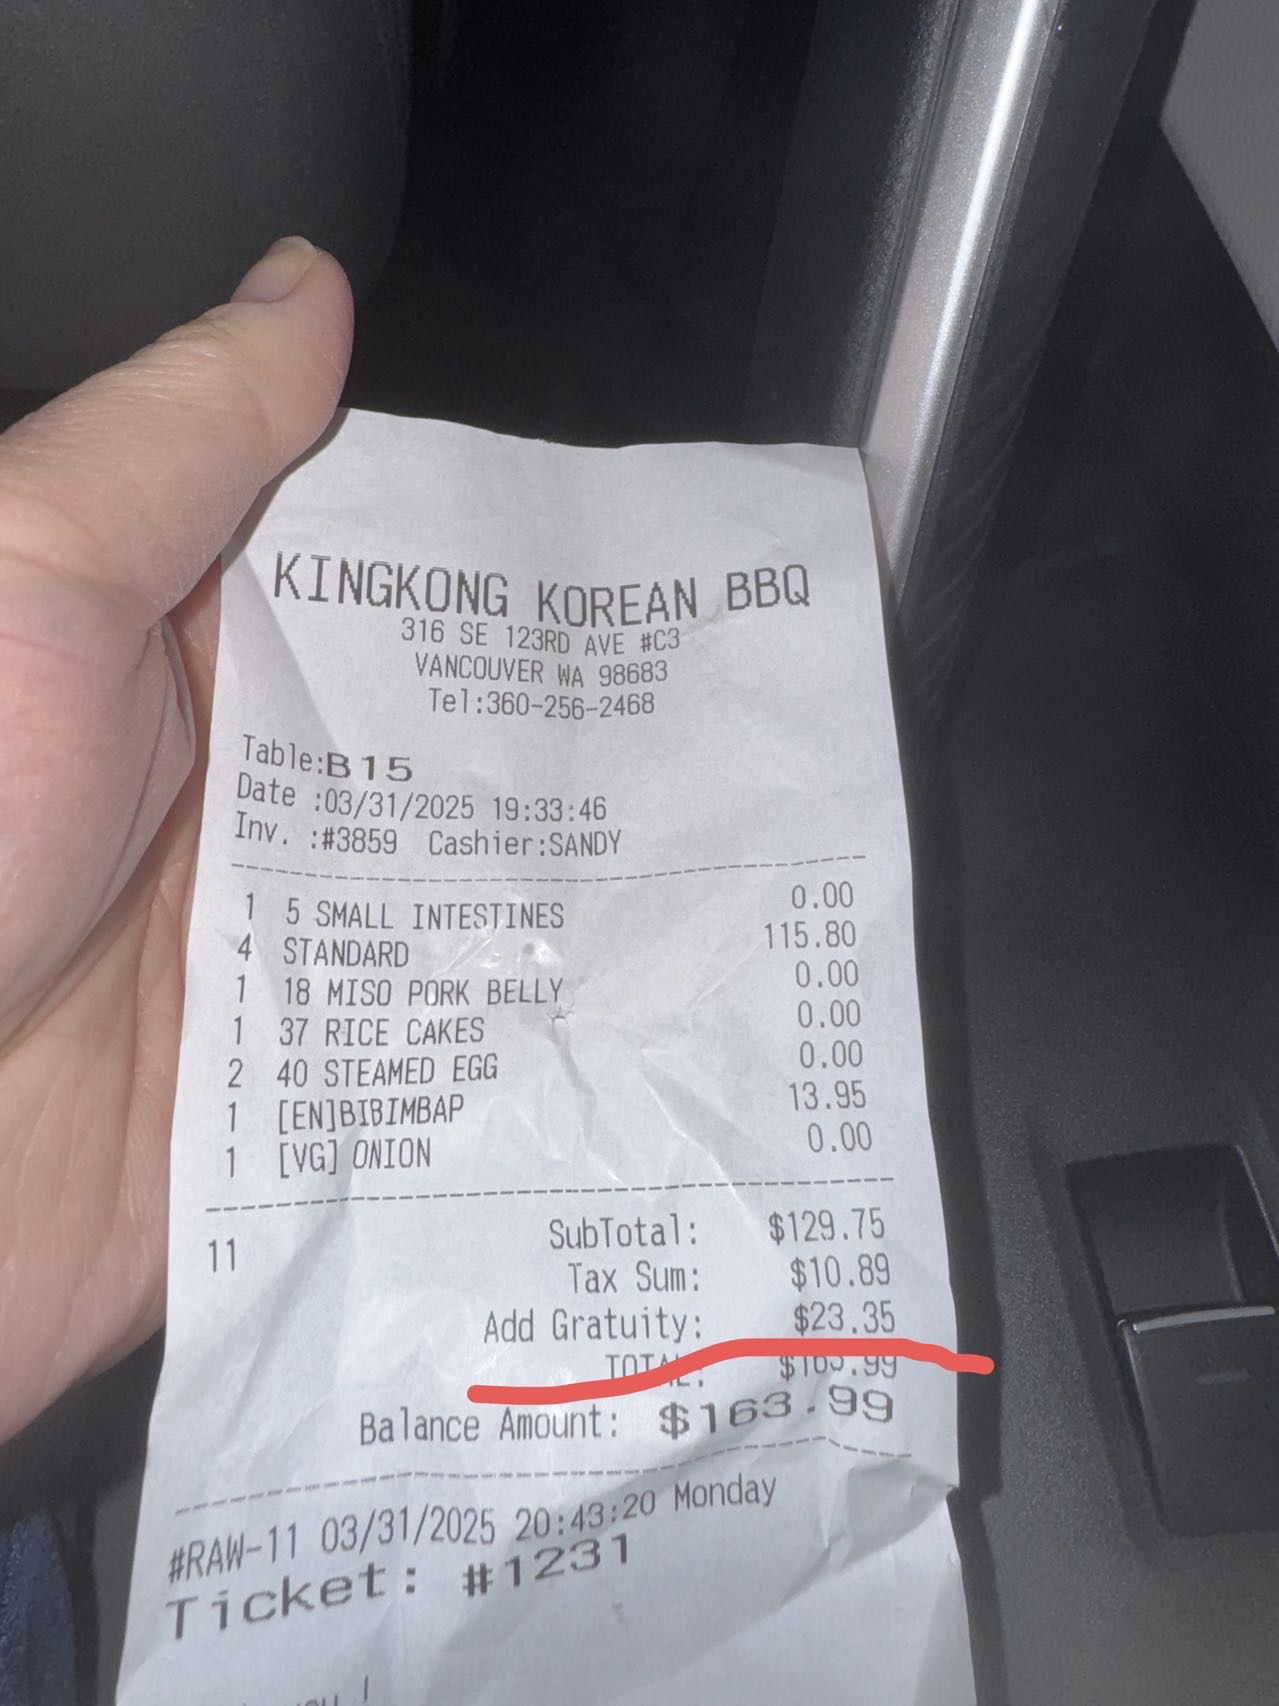 KINGKONG KOREAN BBQ
316 SE 123RD AVE #C3
VANCOUVER WA 98683
Tel:360-256-2468
Table:B15
Date :03/31/2025 19:33:46
Inv. :#3859 Cashier:SANDY
1 5 SMALL INTESTINES 0.00
4 STANDARD 115.80
1 18 MISO PORK BELLY 0.00
1 37 RICE CAKES 0.00
2 40 STEAMED EGG 0.00
1 [EN]BIBIMBAP 13.95
1 [VG] ONION 0.00
11 SubTotal: $129.75
Tax Sum: $10.89
Add Gratuity: $23.35
TOTAL: $163.99
Balance Amount: $163.99
#RAW-11 03/31/2025 20:43:20 Monday
Ticket: #1231